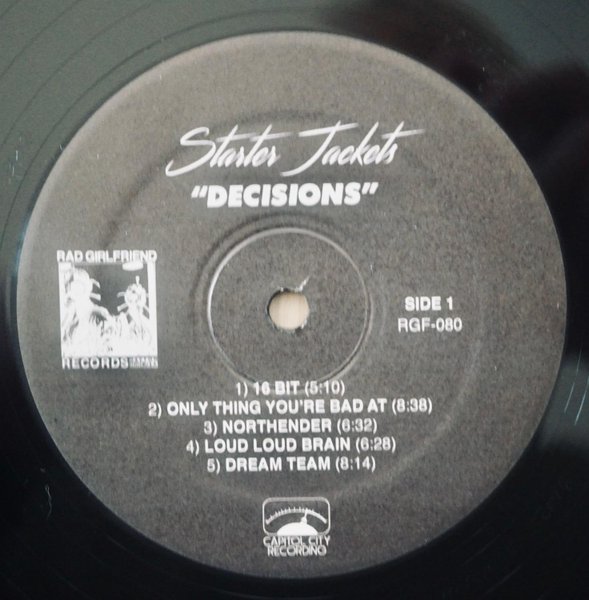 Starter Jackets
"DECISIONS"
RAD GIRLFRIEND
RECORDS
SIDE 1
RGF-080
1) 16 BIT (5:10)
2) ONLY THING YOU'RE BAD AT (8:38)
3) NORTHENDER (6:32)
4) LOUD LOUD BRAIN (6:28)
5) DREAM TEAM (8:14)
CAPITOL CITY
RECORDING